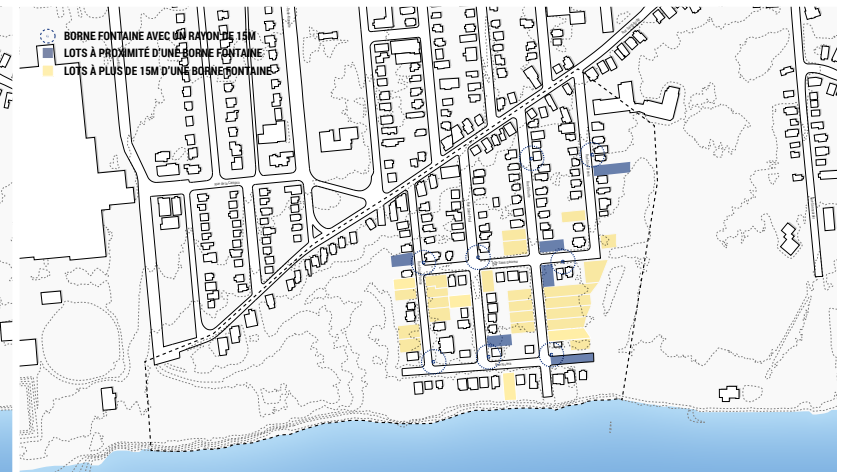 BORNE FONTAINE AVEC UN RAYON DE 15M
LOTS À PROXIMITÉ D'UNE BORNE FONTAINE
LOTS À PLUS DE 15M D'UNE BORNE FONTAINE